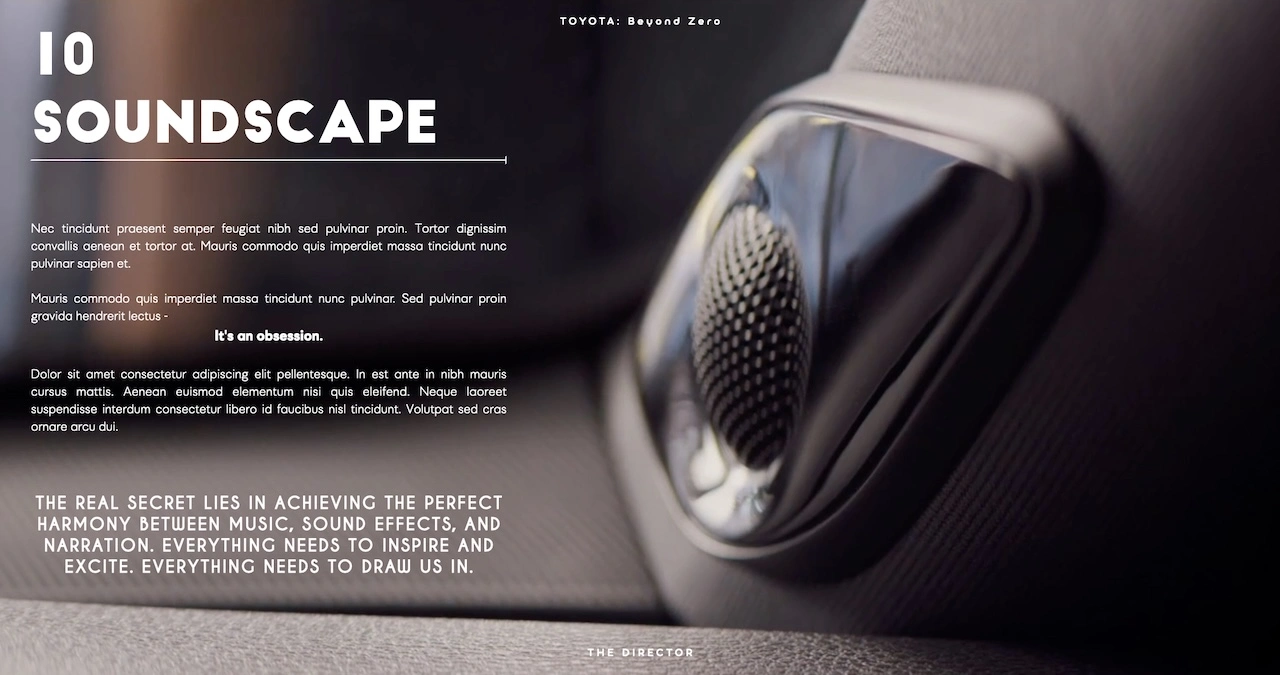 TOYOTA: Beyond Zero
10
SOUNDSCAPE
Nec tincidunt praesent semper feugiat nibh sed pulvinar proin. Tortor dignissim
convallis aenean et tortor at. Mauris commodo quis imperdiet massa tincidunt nunc
pulvinar sapien et.
Mauris commodo quis imperdiet massa tincidunt nunc pulvinar. Sed pulvinar proin
gravida hendrerit lectus -
It's an obsession.
Dolor sit amet consectetur adipiscing elit pellentesque. In est ante in nibh mauris
cursus mattis. Aenean euismod elementum nisi quis eleifend. Neque laoreet
suspendisse interdum consectetur libero id faucibus nisl tincidunt. Volutpat sed cras
ornare arcu dui.
THE REAL SECRET LIES IN ACHIEVING THE PERFECT
HARMONY BETWEEN MUSIC, SOUND EFFECTS, AND
NARRATION. EVERYTHING NEEDS TO INSPIRE AND
EXCITE. EVERYTHING NEEDS TO DRAW US IN.
THE DIRECTOR